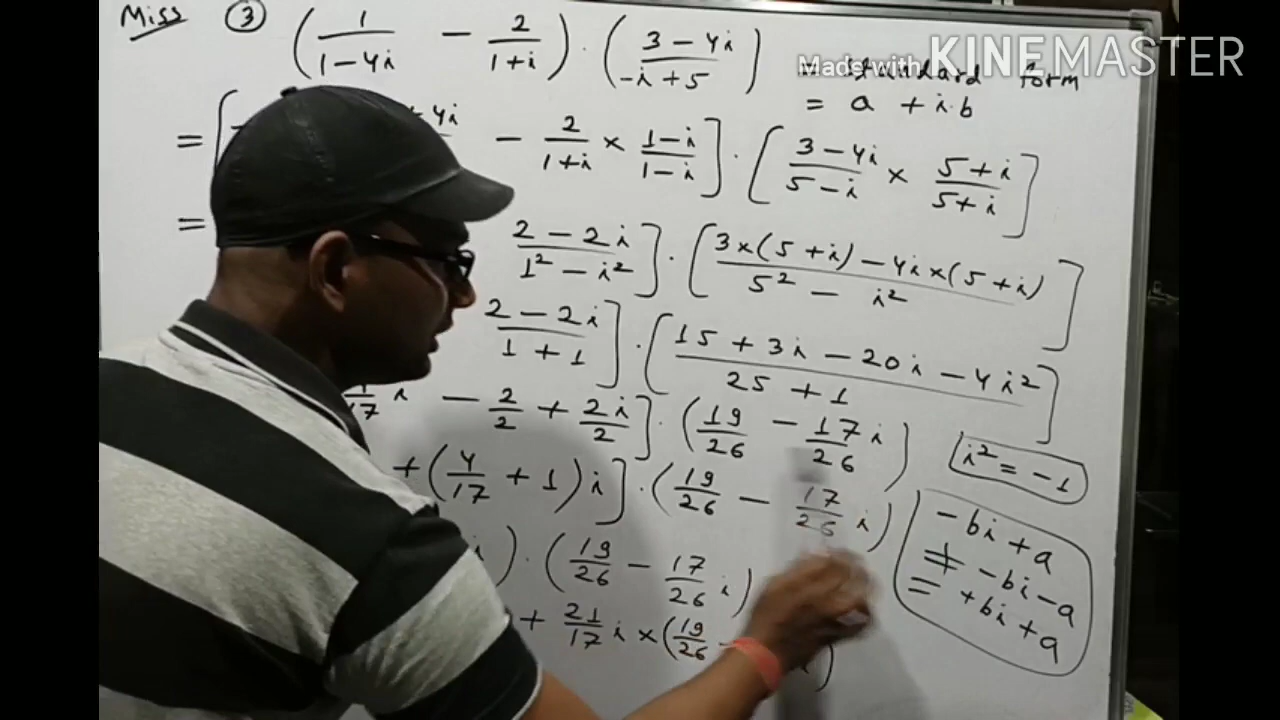 Miss ③ (1/(1-4i) - 2/(1+i)) · ((3-4i)/(-i+5)) = standard form
= a + i b
Made with KINEMASTER
= [ + 4i - 2/(1+i) × (1-i)/(1-i) ] · [ (3-4i)/(5-i) × (5+i)/(5+i) ]
= (2-2i)/(1² - i²) ] · [ (3×(5+i) - 4i×(5+i))/(5² - i²) ]
(2-2i)/(1+1) ] · [ (15 + 3i - 20i - 4i²)/(25+1) ]
/17 i - 2/2 + 2i/2 ] · (19/26 - 17/26 i)
i² = -1
+ (4/17 + 1) i ] · (19/26 - 17/26 i)
i) · (19/26 - 17/26 i)
+ 21/17 i × (19/26 - i)
- bi + a
≠ - bi - a
= + bi + a